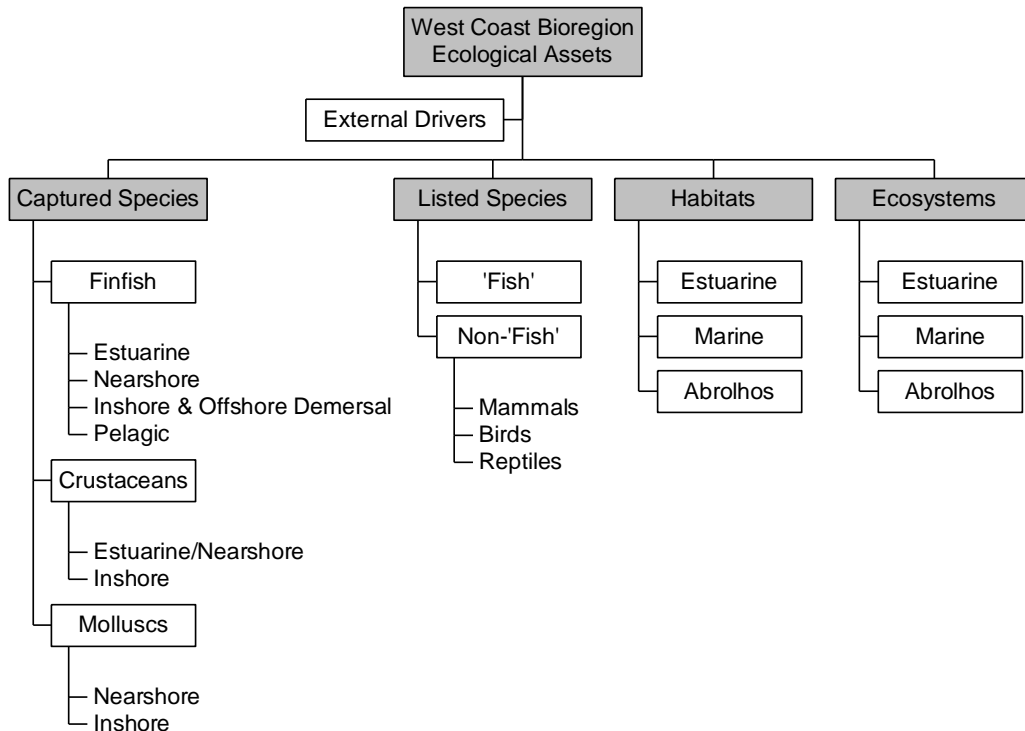 West Coast Bioregion
Ecological Assets
External Drivers
Captured Species
Finfish
Estuarine
Nearshore
Inshore & Offshore Demersal
Pelagic
Crustaceans
Estuarine/Nearshore
Inshore
Molluscs
Nearshore
Inshore
Listed Species
'Fish'
Non-'Fish'
Mammals
Birds
Reptiles
Habitats
Estuarine
Marine
Abrolhos
Ecosystems
Estuarine
Marine
Abrolhos